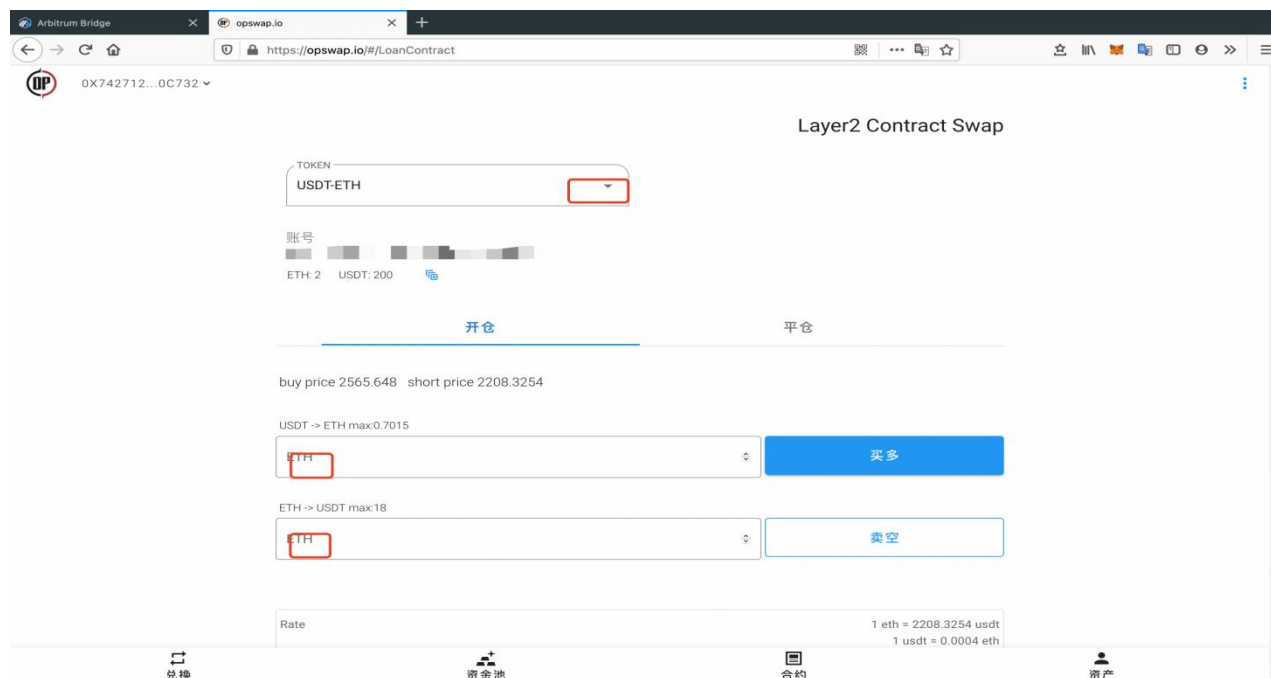 Arbitrum Bridge
opswap.io
https://opswap.io/#/LoanContract
OP 0X742712...0C732
Layer2 Contract Swap
TOKEN
USDT-ETH
账号
ETH: 2 USDT: 200
开仓 平仓
buy price 2565.648 short price 2208.3254
USDT -> ETH max:0.7015
ETH 买多
ETH -> USDT max:18
ETH 卖空
Rate 1 eth = 2208.3254 usdt
1 usdt = 0.0004 eth
兑换 资金池 合约 资产